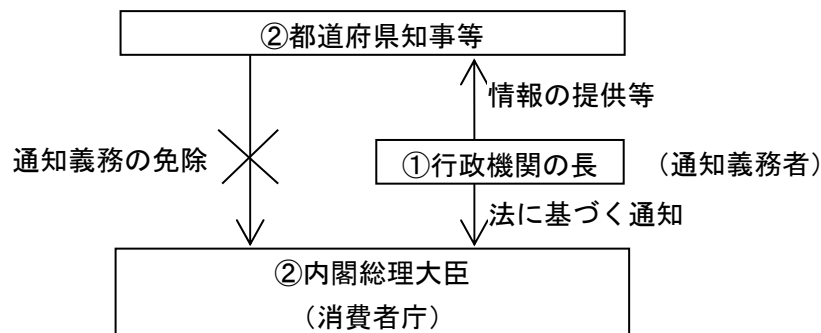 ②都道府県知事等
情報の提供等
通知義務の免除
①行政機関の長
（通知義務者）
法に基づく通知
②内閣総理大臣
（消費者庁）